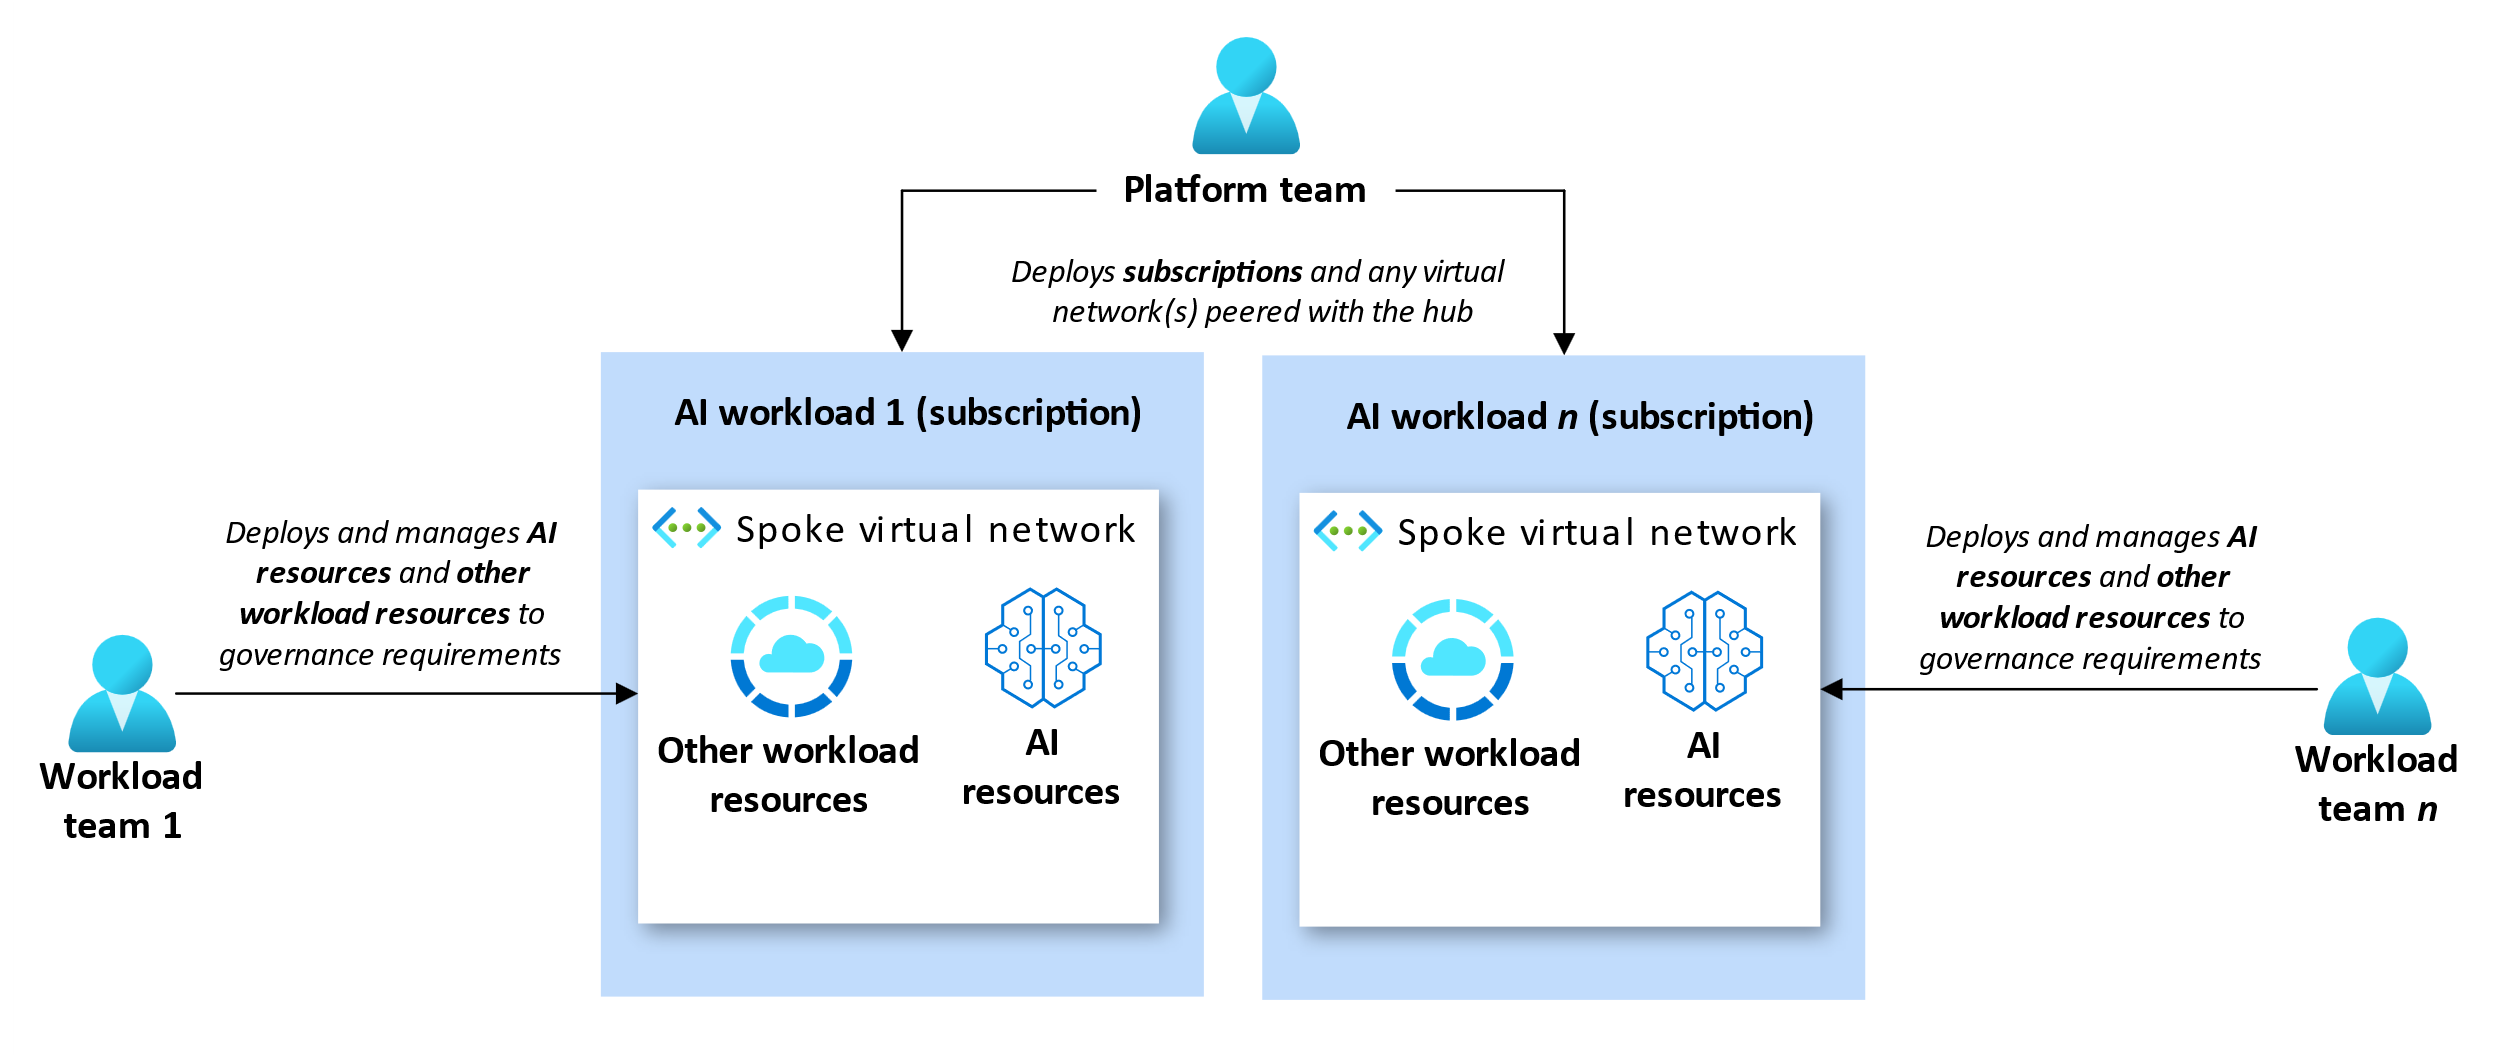 Platform team
Deploys subscriptions and any virtual
network(s) peered with the hub
AI workload 1 (subscription)
AI workload n (subscription)
Deploys and manages AI
resources and other
workload resources to
governance requirements
Workload
team 1
Spoke virtual network
Other workload
resources
AI
resources
Spoke virtual network
Other workload
resources
AI
resources
Deploys and manages AI
resources and other
workload resources to
governance requirements
Workload
team n